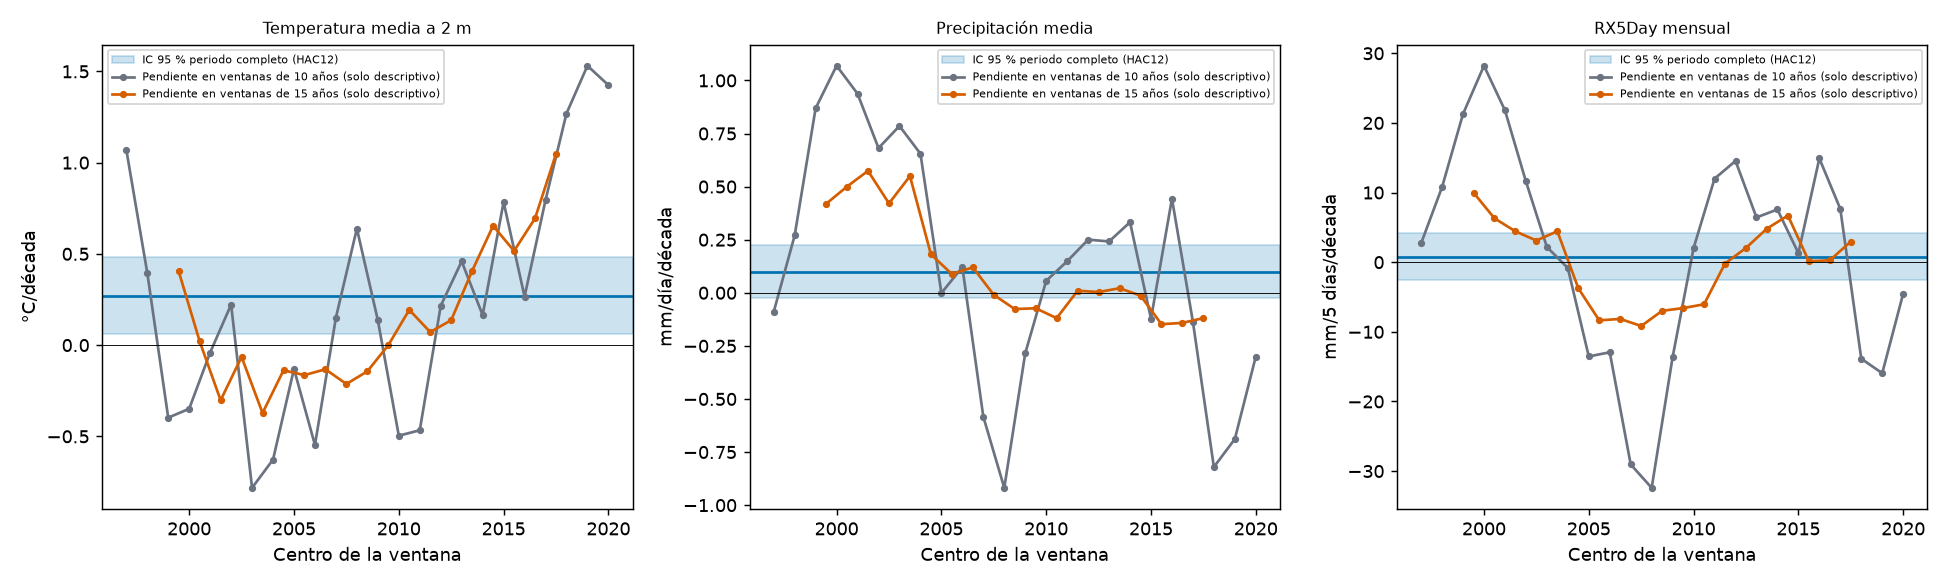 Temperatura media a 2 m
IC 95 % periodo completo (HAC12)
Pendiente en ventanas de 10 años (solo descriptivo)
Pendiente en ventanas de 15 años (solo descriptivo)
°C/década
1.5
1.0
0.5
0.0
−0.5
2000 2005 2010 2015 2020
Centro de la ventana
Precipitación media
IC 95 % periodo completo (HAC12)
Pendiente en ventanas de 10 años (solo descriptivo)
Pendiente en ventanas de 15 años (solo descriptivo)
mm/día/década
1.00
0.75
0.50
0.25
0.00
−0.25
−0.50
−0.75
−1.00
2000 2005 2010 2015 2020
Centro de la ventana
RX5Day mensual
IC 95 % periodo completo (HAC12)
Pendiente en ventanas de 10 años (solo descriptivo)
Pendiente en ventanas de 15 años (solo descriptivo)
mm/5 días/década
30
20
10
0
−10
−20
−30
2000 2005 2010 2015 2020
Centro de la ventana